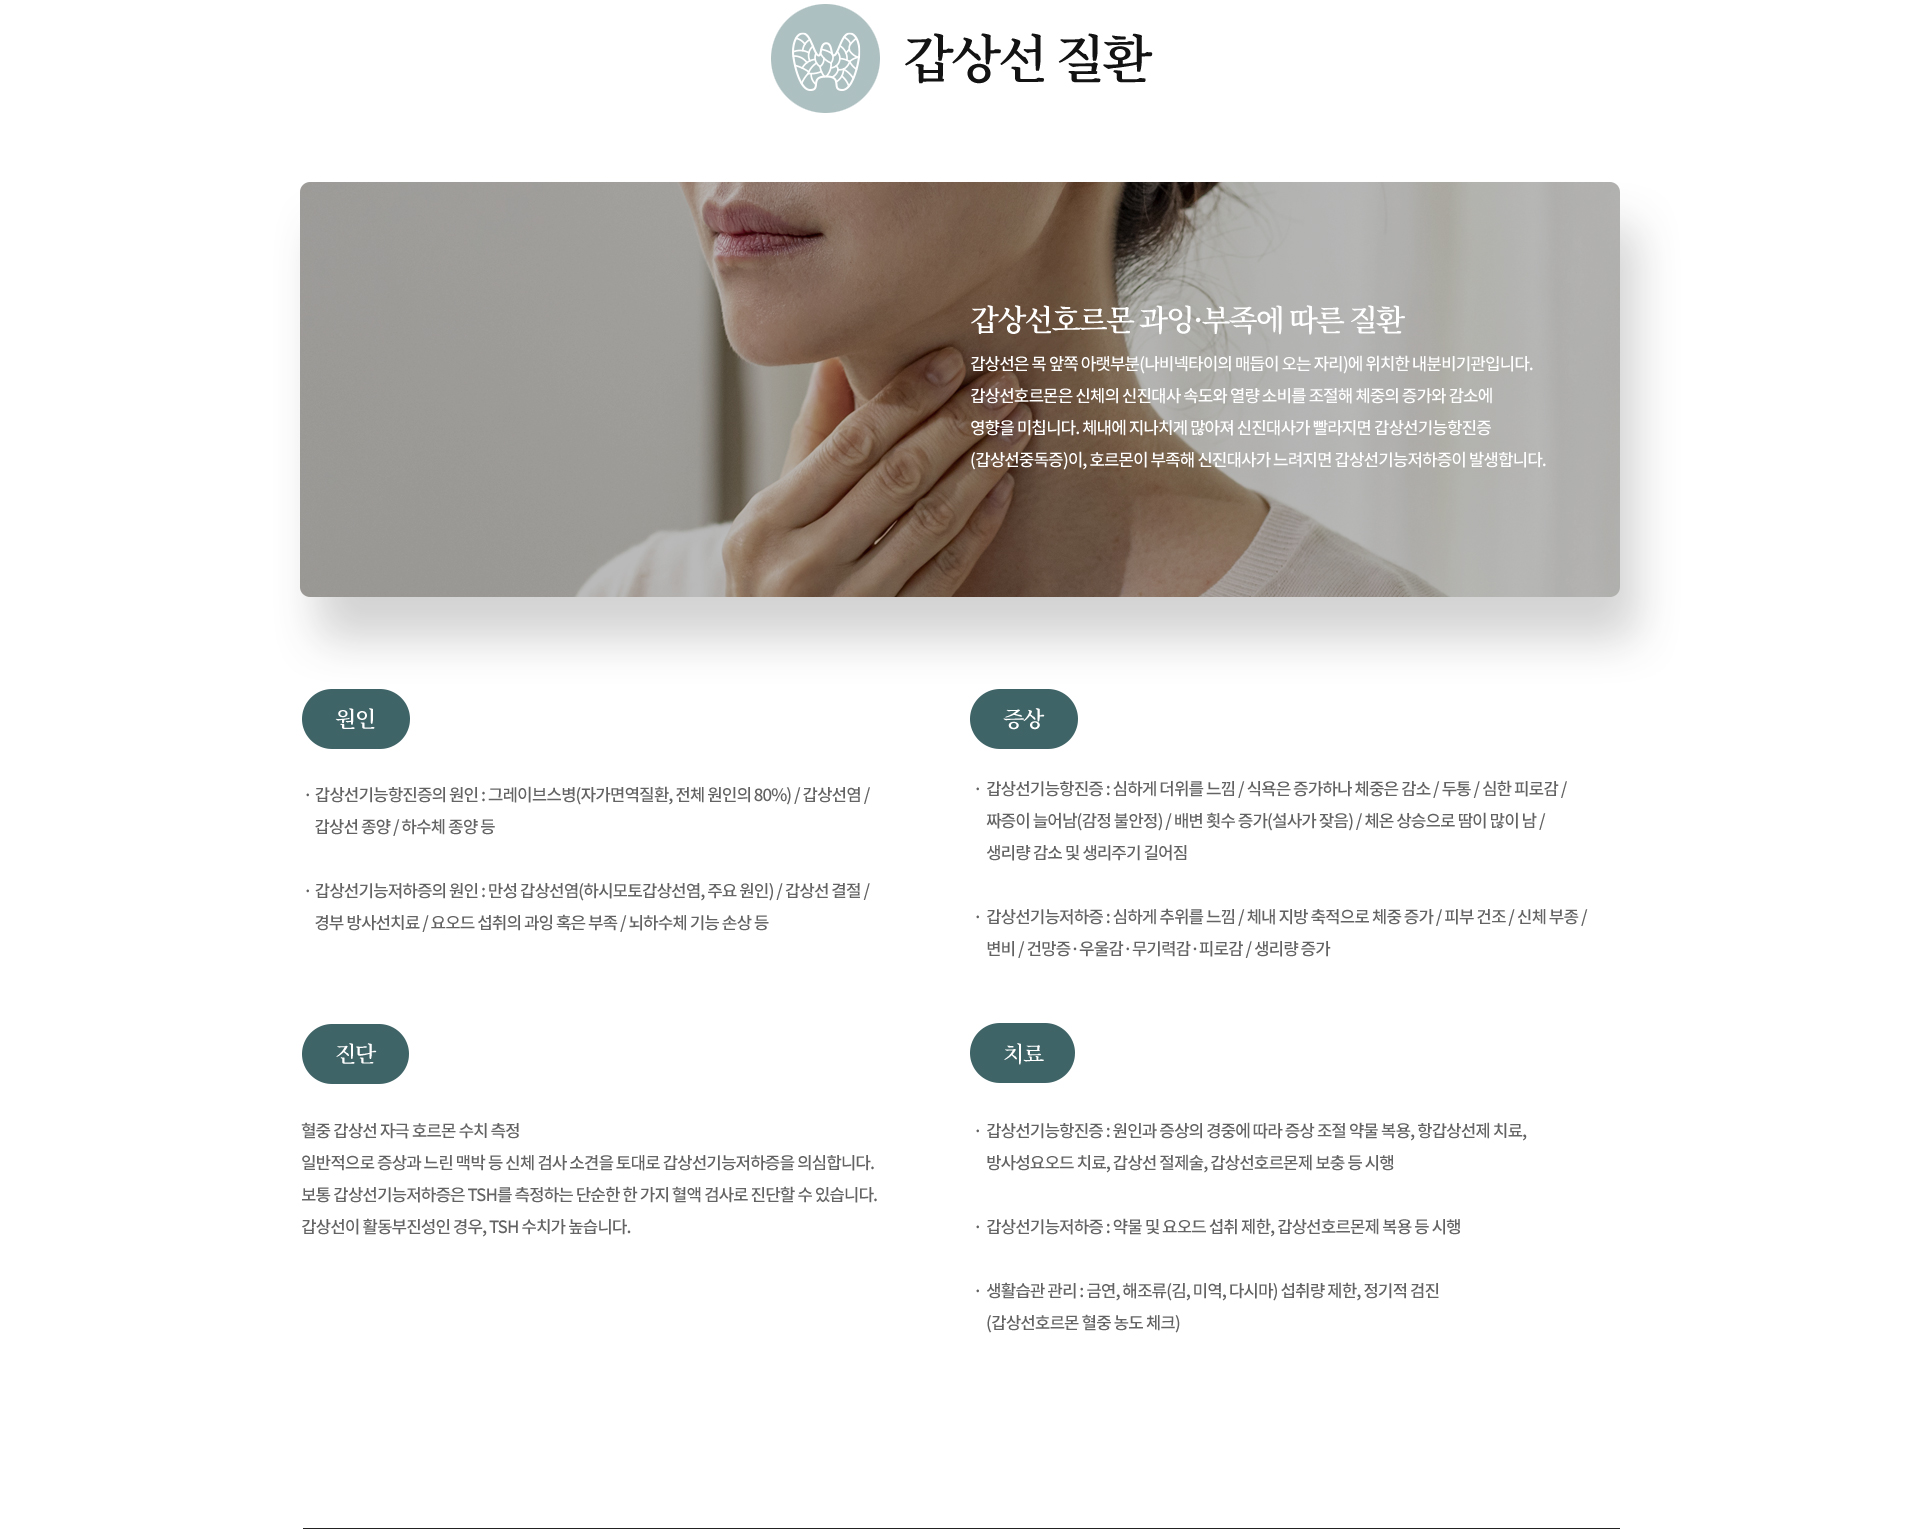 갑상선 질환
갑상선호르몬 과잉·부족에 따른 질환
갑상선은 목 앞쪽 아랫부분(나비넥타이의 매듭이 오는 자리)에 위치한 내분비기관입니다.
갑상선호르몬은 신체의 신진대사 속도와 열량 소비를 조절해 체중의 증가와 감소에
영향을 미칩니다. 체내에 지나치게 많아져 신진대사가 빨라지면 갑상선기능항진증
(갑상선중독증)이, 호르몬이 부족해 신진대사가 느려지면 갑상선기능저하증이 발생합니다.
원인
· 갑상선기능항진증의 원인 : 그레이브스병(자가면역질환, 전체 원인의 80%) / 갑상선염 /
갑상선 종양 / 하수체 종양 등
· 갑상선기능저하증의 원인 : 만성 갑상선염(하시모토갑상선염, 주요 원인) / 갑상선 결절 /
경부 방사선치료 / 요오드 섭취의 과잉 혹은 부족 / 뇌하수체 기능 손상 등
증상
· 갑상선기능항진증 : 심하게 더위를 느낌 / 식욕은 증가하나 체중은 감소 / 두통 / 심한 피로감 /
짜증이 늘어남(감정 불안정) / 배변 횟수 증가(설사가 잦음) / 체온 상승으로 땀이 많이 남 /
생리량 감소 및 생리주기 길어짐
· 갑상선기능저하증 : 심하게 추위를 느낌 / 체내 지방 축적으로 체중 증가 / 피부 건조 / 신체 부종 /
변비 / 건망증·우울감·무기력감·피로감 / 생리량 증가
진단
혈중 갑상선 자극 호르몬 수치 측정
일반적으로 증상과 느린 맥박 등 신체 검사 소견을 토대로 갑상선기능저하증을 의심합니다.
보통 갑상선기능저하증은 TSH를 측정하는 단순한 한 가지 혈액 검사로 진단할 수 있습니다.
갑상선이 활동부진성인 경우, TSH 수치가 높습니다.
치료
· 갑상선기능항진증 : 원인과 증상의 경중에 따라 증상 조절 약물 복용, 항갑상선제 치료,
방사성요오드 치료, 갑상선 절제술, 갑상선호르몬제 보충 등 시행
· 갑상선기능저하증 : 약물 및 요오드 섭취 제한, 갑상선호르몬제 복용 등 시행
· 생활습관 관리 : 금연, 해조류(김, 미역, 다시마) 섭취량 제한, 정기적 검진
(갑상선호르몬 혈중 농도 체크)